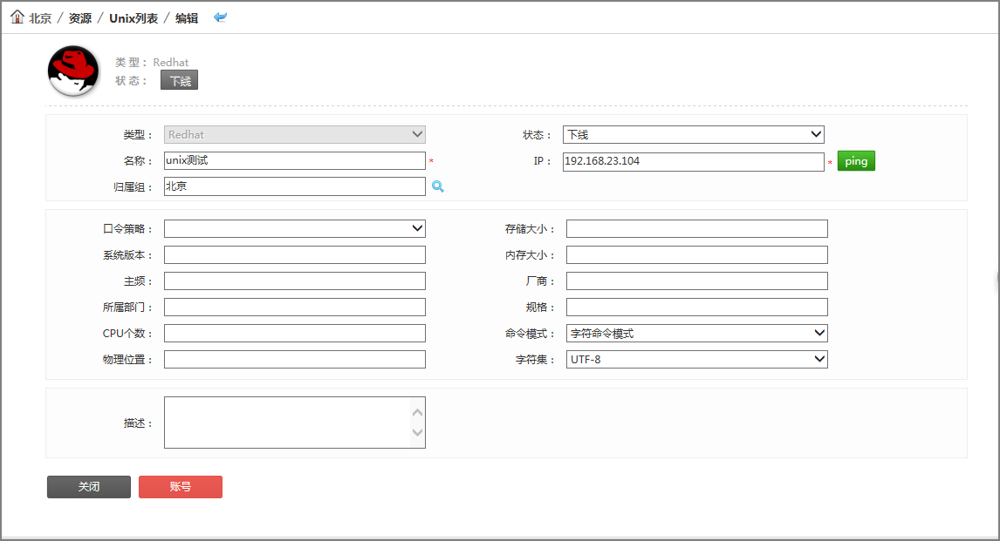 北京 / 资源 / Unix列表 / 编辑
类 型： Redhat
状 态： 下线
类型： Redhat 状态： 下线
名称： unix测试 * IP： 192.168.23.104 * ping
归属组： 北京
口令策略： 存储大小：
系统版本： 内存大小：
主频： 厂商：
所属部门： 规格：
CPU个数： 命令模式： 字符命令模式
物理位置： 字符集： UTF-8
描述：
关闭 账号